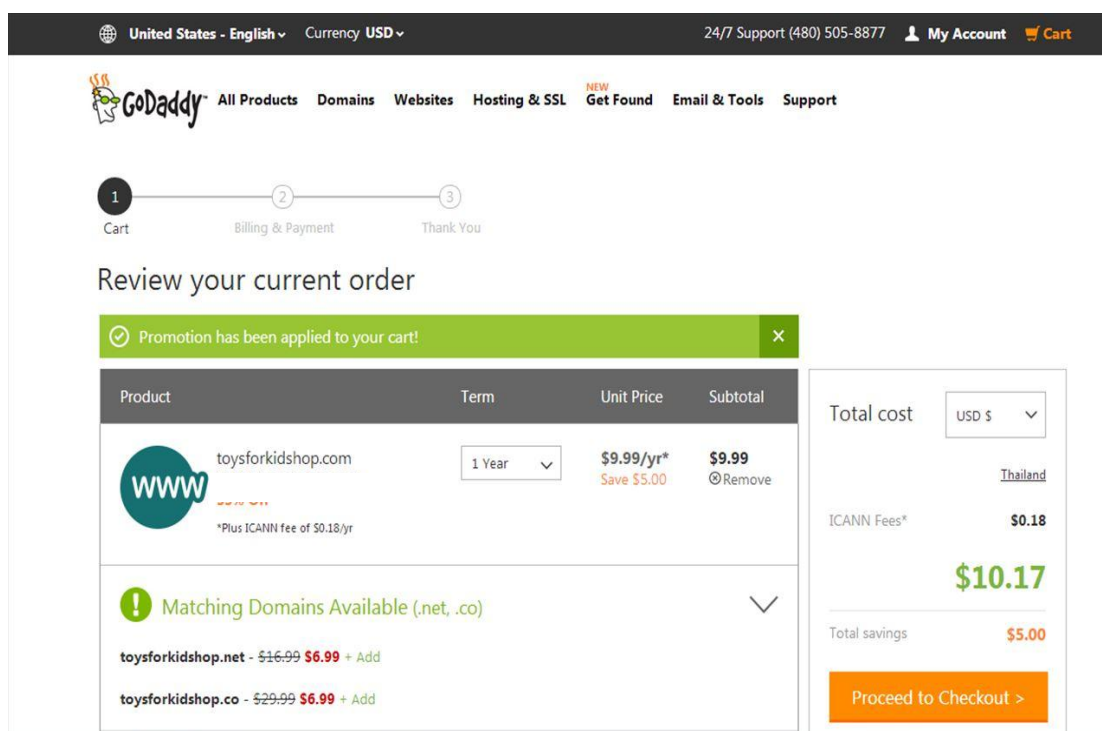 United States - English Currency USD 24/7 Support (480) 505-8877 My Account Cart
GoDaddy™ All Products Domains Websites Hosting & SSL NEW Get Found Email & Tools Support
1 2 3
Cart Billing & Payment Thank You
Review your current order
Promotion has been applied to your cart!
Product Term Unit Price Subtotal
toysforkidshop.com 1 Year $9.99/yr* $9.99
Save $5.00 Remove
www
*Plus ICANN fee of $0.18/yr
Matching Domains Available (.net, .co)
toysforkidshop.net - $16.99 $6.99 + Add
toysforkidshop.co - $29.99 $6.99 + Add
Total cost USD $
Thailand
ICANN Fees* $0.18
$10.17
Total savings $5.00
Proceed to Checkout >